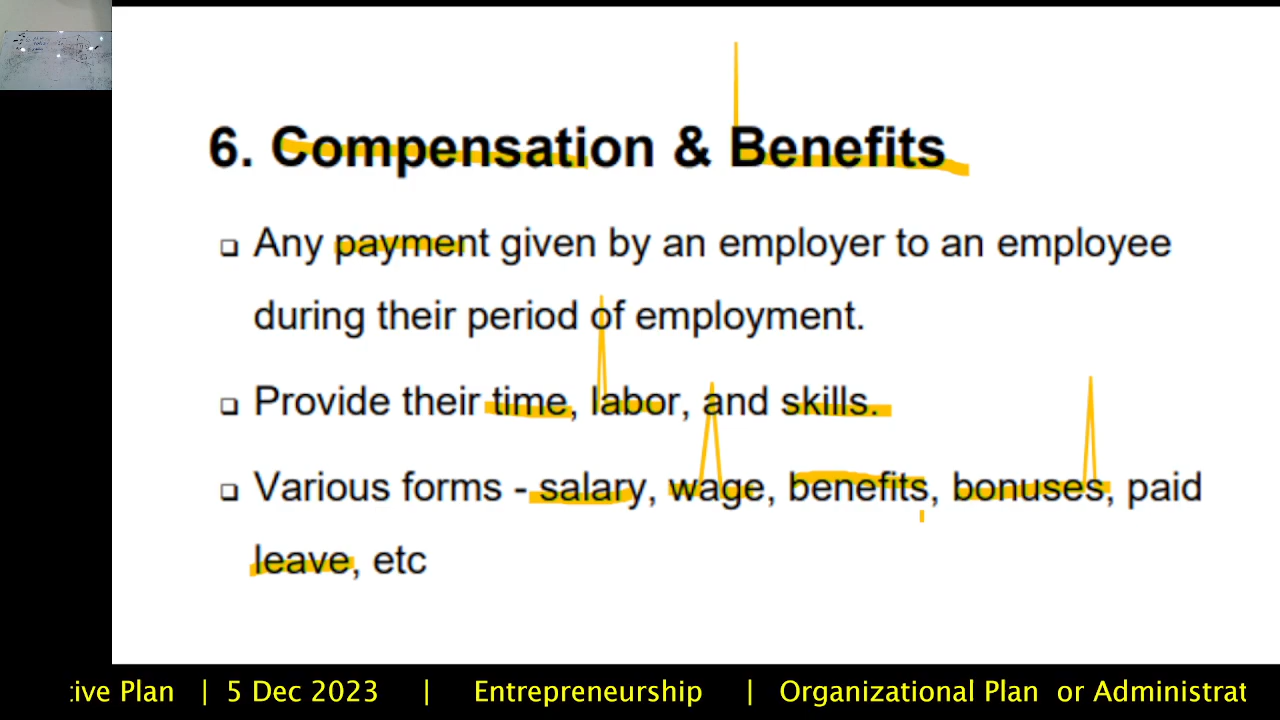 6. Compensation & Benefits
Any payment given by an employer to an employee
during their period of employment.
Provide their time, labor, and skills.
Various forms - salary, wage, benefits, bonuses, paid
leave, etc
Plan | 5 Dec 2023 | Entrepreneurship | Organizational Plan or